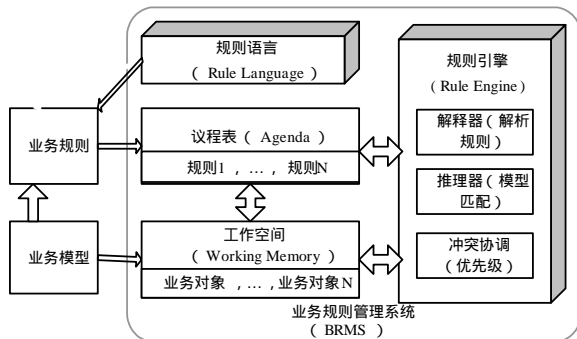 规则语言
( Rule Language )
规则引擎
( Rule Engine )
业务规则
议程表 ( Agenda )
规则1 , … , 规则N
解释器 ( 解析
规则 )
推理器 ( 模型
匹配 )
业务模型
工作空间
( Working Memory )
业务对象 , … , 业务对象N
冲突协调
( 优先级 )
业务规则管理系统
( BRMS )